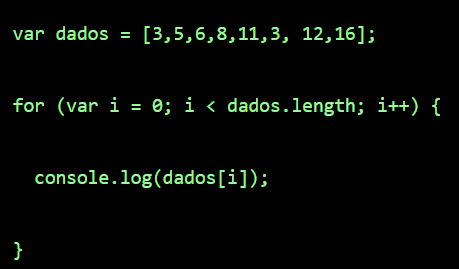 var dados = [3,5,6,8,11,3, 12,16];
for (var i = 0; i < dados.length; i++) {
console.log(dados[i]);
}